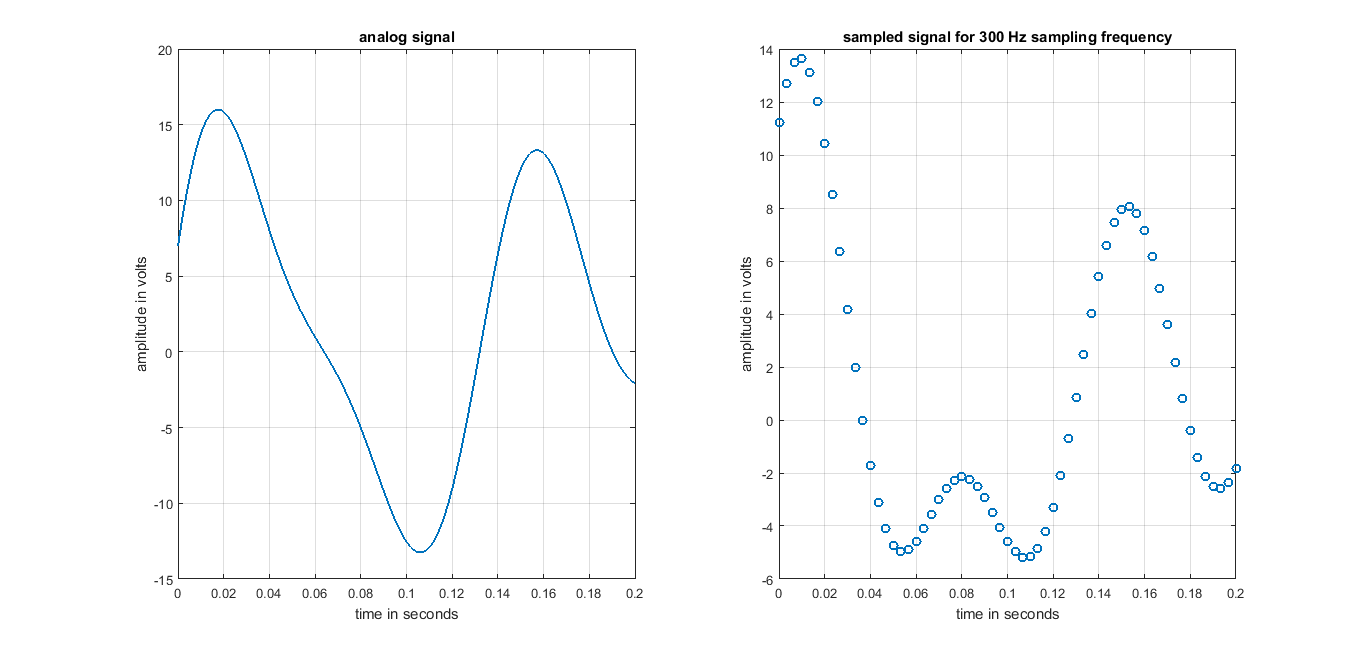 analog signal
20
15
10
5
0
-5
-10
-15
amplitude in volts
0 0.02 0.04 0.06 0.08 0.1 0.12 0.14 0.16 0.18 0.2
time in seconds
sampled signal for 300 Hz sampling frequency
14
12
10
8
6
4
2
0
-2
-4
-6
amplitude in volts
0 0.02 0.04 0.06 0.08 0.1 0.12 0.14 0.16 0.18 0.2
time in seconds